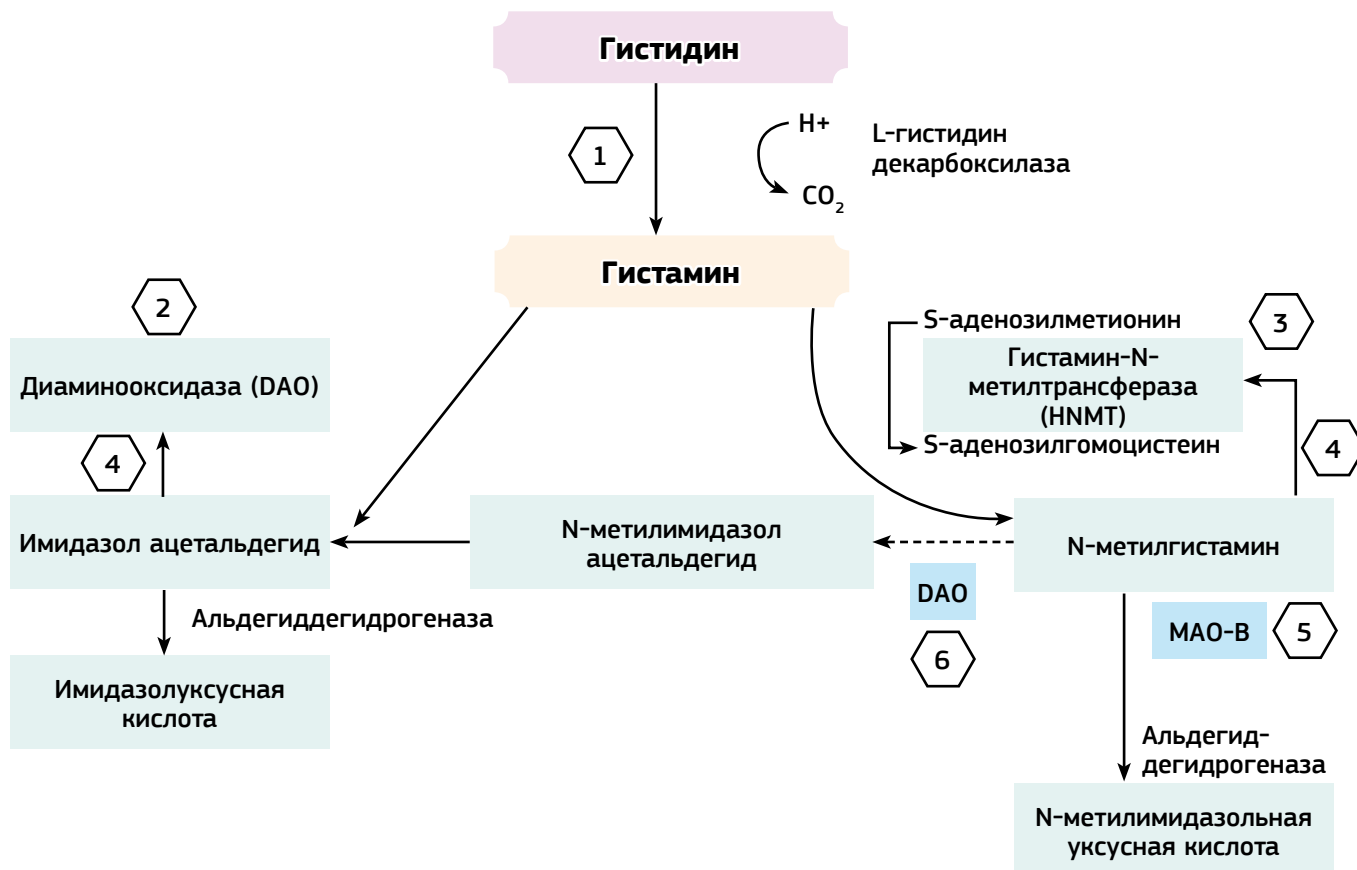 Гистидин
1
H+
CO₂
L-гистидин
декарбоксилаза
Гистамин
2
Диаминооксидаза (DAO)
4
S-аденозилметионин
3
Гистамин-N-
метилтрансфераза
(HNMT)
S-аденозилгомоцистеин
4
Имидазол ацетальдегид
N-метилимидазол
ацетальдегид
N-метилгистамин
DAO
6
MAO-B
5
Альдегиддегидрогеназа
Имидазолуксусная
кислота
Альдегид-
дегидрогеназа
N-метилимидазольная
уксусная кислота